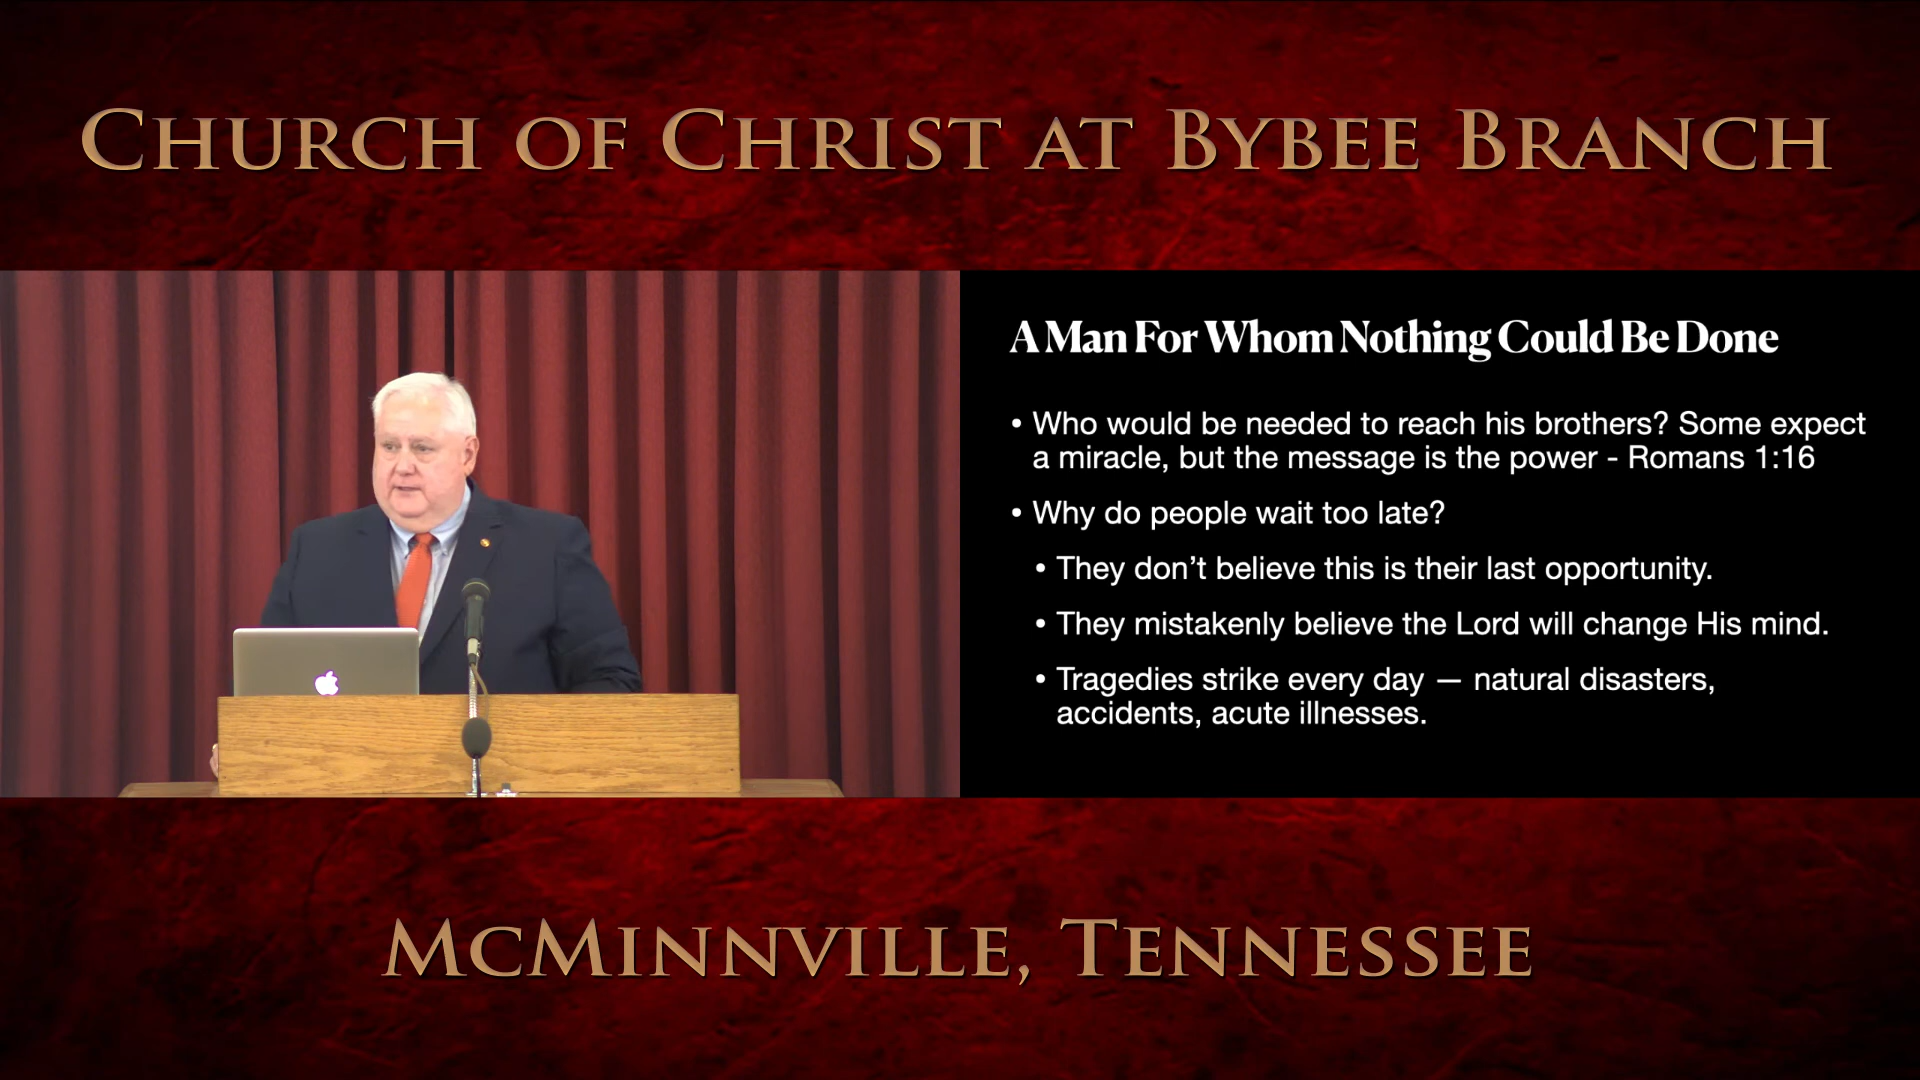 Church of Christ at Bybee Branch
A Man For Whom Nothing Could Be Done
• Who would be needed to reach his brothers? Some expect
a miracle, but the message is the power - Romans 1:16
• Why do people wait too late?
• They don't believe this is their last opportunity.
• They mistakenly believe the Lord will change His mind.
• Tragedies strike every day — natural disasters,
accidents, acute illnesses.
McMinnville, Tennessee